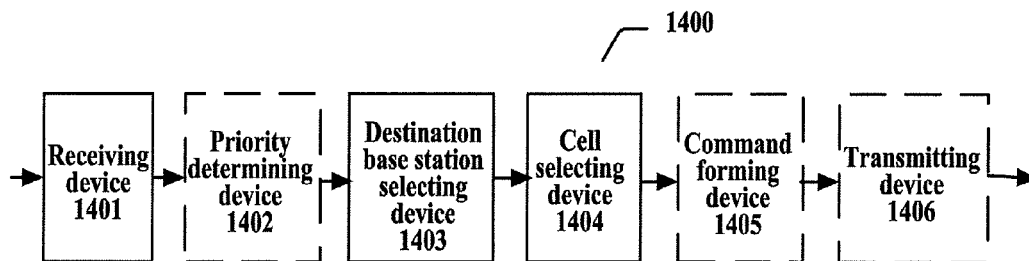 1400
Receiving
device
1401
Priority
determining
device
1402
Destination
base station
selecting
device
1403
Cell
selecting
device
1404
Command
forming
device
1405
Transmitting
device
1406